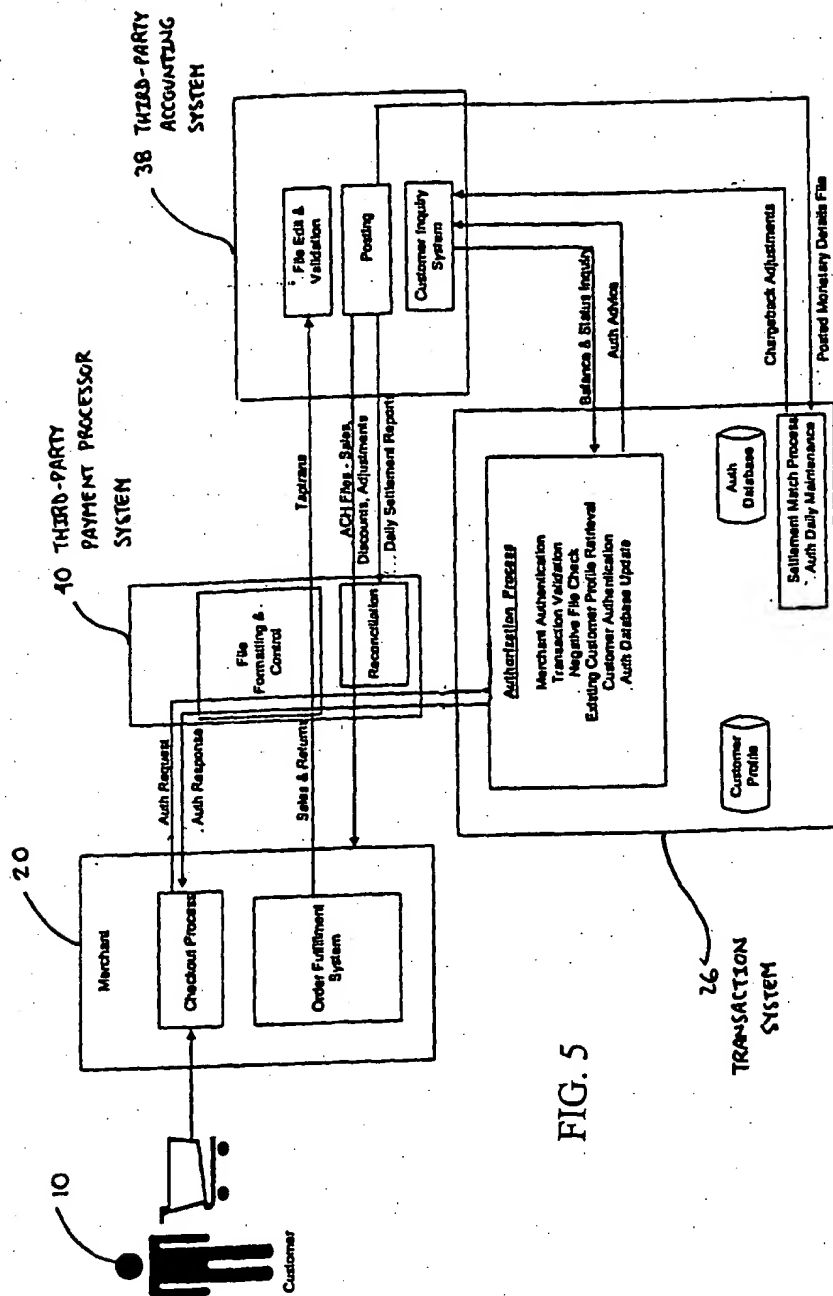 38 THIRD-PARTY
ACCOUNTING
SYSTEM
40 THIRD-PARTY
PAYMENT PROCESSOR
SYSTEM
20
10
Customer
Merchant
Checkout Process
Order Fulfillment
System
Auth Request
Auth Response
Sales & Returns
File
Formatting &
Control
Reconciliation
Taptrans
ACH Files - Sales,
Discounts, Adjustments
Daily Settlement Reports
File Edit &
Validation
Posting
Customer Inquiry
System
Balance & Status Inquiry
Auth Advice
Chargeback Adjustments
Posted Monetary Details File
Authorization Process
Merchant Authentication
Transaction Validation
Negative File Check
Existing Customer Profile Retrieval
Customer Authentication
Auth Database Update
Customer
Profile
Auth
Database
Settlement Match Process
Auth Daily Maintenance
26
TRANSACTION
SYSTEM
FIG. 5